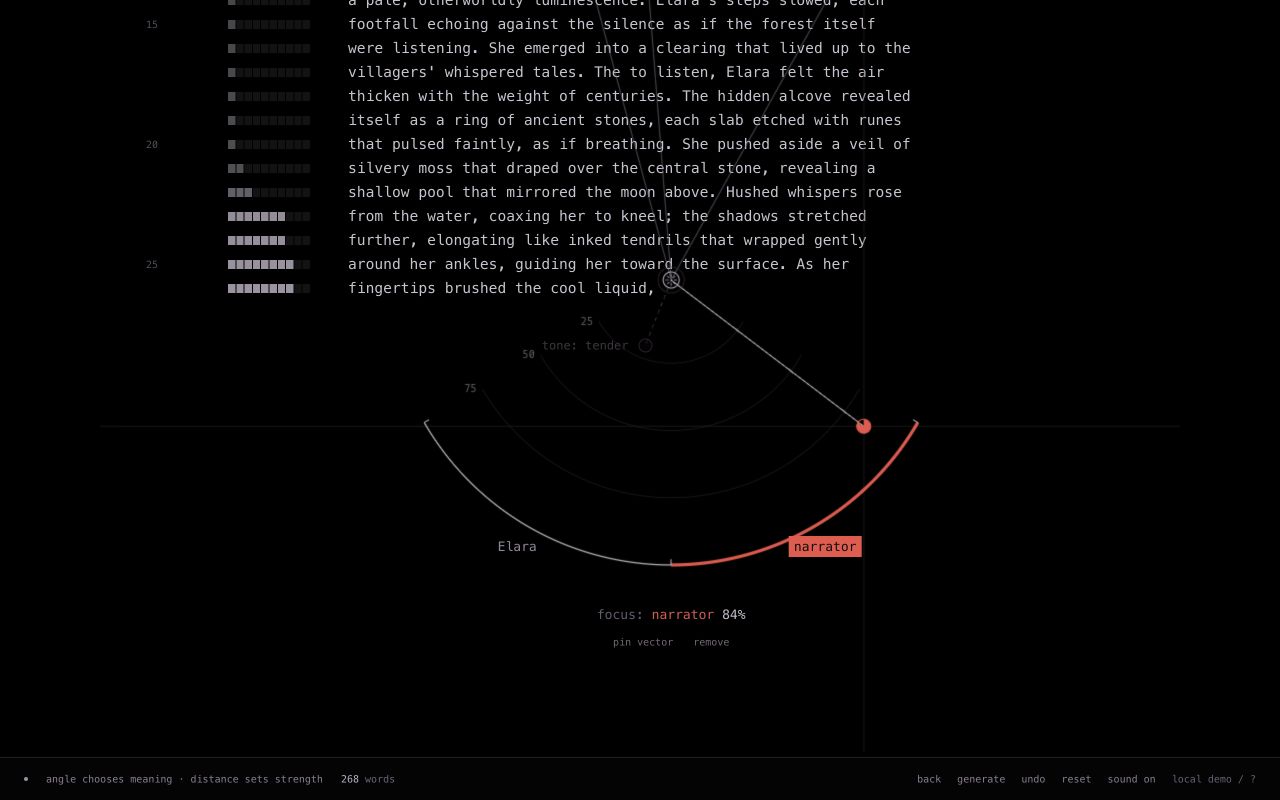 a pale, otherworldly luminescence. Elara's steps slowed, each
15 footfall echoing against the silence as if the forest itself
were listening. She emerged into a clearing that lived up to the
villagers' whispered tales. The to listen, Elara felt the air
thicken with the weight of centuries. The hidden alcove revealed
itself as a ring of ancient stones, each slab etched with runes
20 that pulsed faintly, as if breathing. She pushed aside a veil of
silvery moss that draped over the central stone, revealing a
shallow pool that mirrored the moon above. Hushed whispers rose
from the water, coaxing her to kneel; the shadows stretched
further, elongating like inked tendrils that wrapped gently
25 around her ankles, guiding her toward the surface. As her
fingertips brushed the cool liquid,
25
tone: tender
50
75
Elara narrator
focus: narrator 84%
pin vector remove
angle chooses meaning · distance sets strength 268 words back generate undo reset sound on local demo / ?